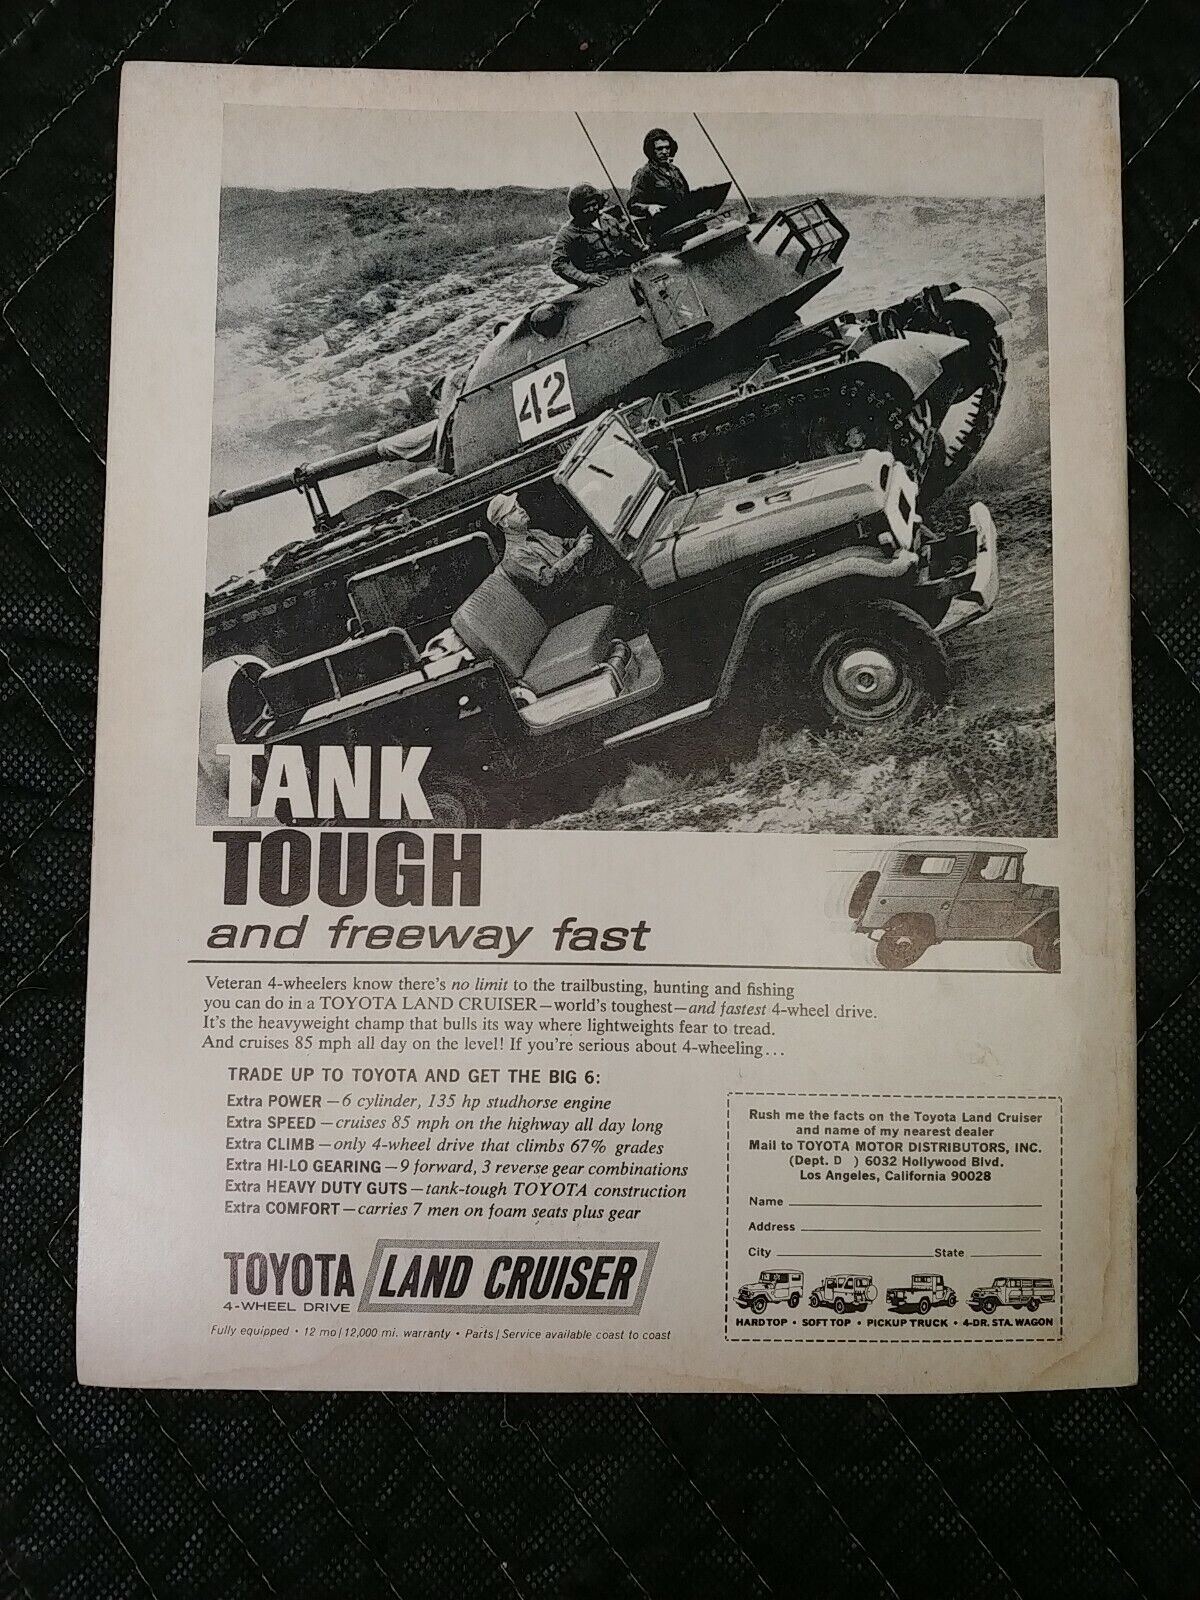 42
TANK
TOUGH
and freeway fast
Veteran 4-wheelers know there's no limit to the trailbusting, hunting and fishing
you can do in a TOYOTA LAND CRUISER—world's toughest—and fastest 4-wheel drive.
It's the heavyweight champ that bulls its way where lightweights fear to tread.
And cruises 85 mph all day on the level! If you're serious about 4-wheeling...
TRADE UP TO TOYOTA AND GET THE BIG 6:
Extra POWER—6 cylinder, 135 hp studhorse engine
Extra SPEED—cruises 85 mph on the highway all day long
Extra CLIMB—only 4-wheel drive that climbs 67% grades
Extra HI-LO GEARING—9 forward, 3 reverse gear combinations
Extra HEAVY DUTY GUTS—tank-tough TOYOTA construction
Extra COMFORT—carries 7 men on foam seats plus gear
TOYOTA LAND CRUISER
4-WHEEL DRIVE
Fully equipped • 12 mo/12,000 mi. warranty • Parts/Service available coast to coast
Rush me the facts on the Toyota Land Cruiser
and name of my nearest dealer
Mail to TOYOTA MOTOR DISTRIBUTORS, INC.
(Dept. D ) 6032 Hollywood Blvd.
Los Angeles, California 90028
Name
Address
City State
HARDTOP • SOFT TOP • PICKUP TRUCK • 4-DR. STA. WAGON